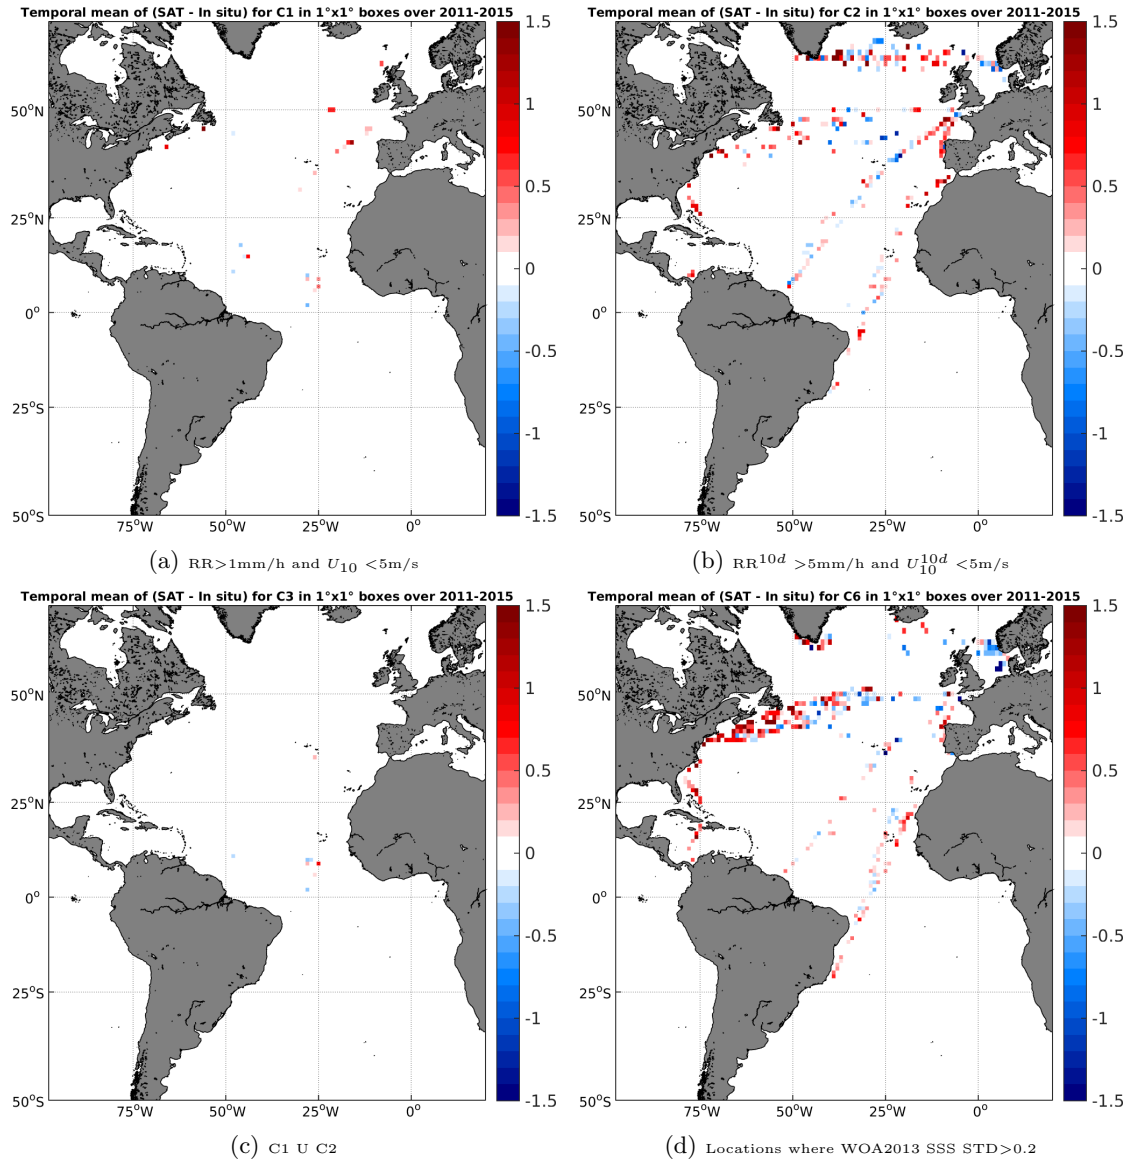 Temporal mean of (SAT - In situ) for C1 in 1°x1° boxes over 2011-2015
50°N
25°N
0°
25°S
50°S
75°W
50°W
25°W
0°
1.5
1
0.5
0
-0.5
-1
-1.5
(a) RR>1mm/h and U10 <5m/s
Temporal mean of (SAT - In situ) for C2 in 1°x1° boxes over 2011-2015
50°N
25°N
0°
25°S
50°S
75°W
50°W
25°W
0°
1.5
1
0.5
0
-0.5
-1
-1.5
(b) RR^10d >5mm/h and U10^10d <5m/s
Temporal mean of (SAT - In situ) for C3 in 1°x1° boxes over 2011-2015
50°N
25°N
0°
25°S
50°S
75°W
50°W
25°W
0°
1.5
1
0.5
0
-0.5
-1
-1.5
(c) C1 U C2
Temporal mean of (SAT - In situ) for C6 in 1°x1° boxes over 2011-2015
50°N
25°N
0°
25°S
50°S
75°W
50°W
25°W
0°
1.5
1
0.5
0
-0.5
-1
-1.5
(d) Locations where WOA2013 SSS STD>0.2